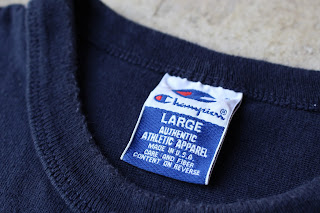 Champion®
LARGE
AUTHENTIC
ATHLETIC APPAREL
MADE IN U.S.A.
CARE AND FIBER
CONTENT ON REVERSE